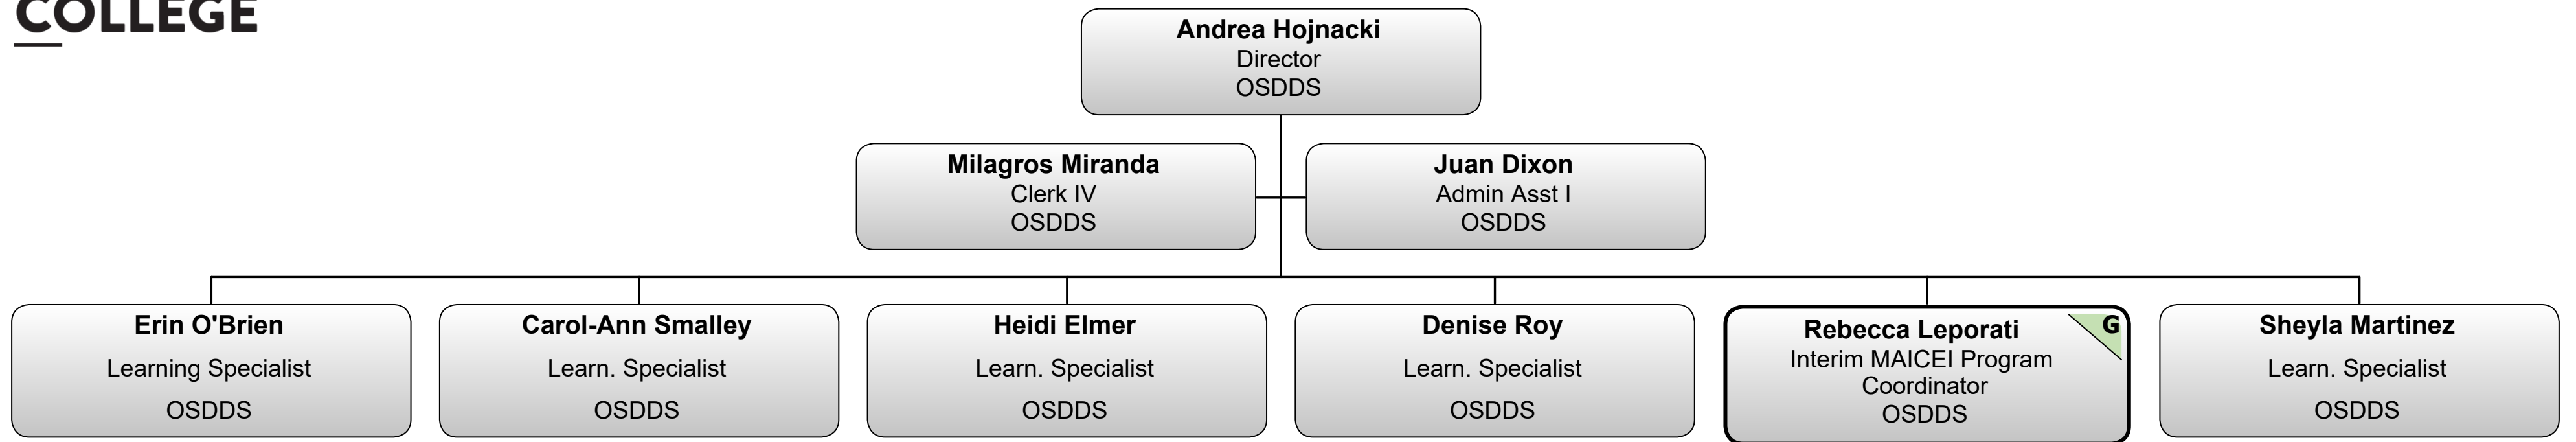 COLLEGE
Andrea Hojnacki
Director
OSDDS
Milagros Miranda
Clerk IV
OSDDS
Juan Dixon
Admin Asst I
OSDDS
Erin O'Brien
Learning Specialist
OSDDS
Carol-Ann Smalley
Learn. Specialist
OSDDS
Heidi Elmer
Learn. Specialist
OSDDS
Denise Roy
Learn. Specialist
OSDDS
G
Rebecca Leporati
Interim MAICEI Program
Coordinator
OSDDS
Sheyla Martinez
Learn. Specialist
OSDDS